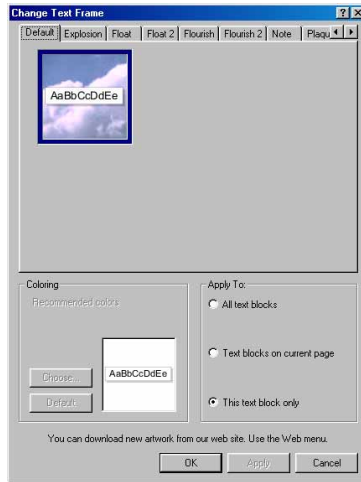 Change Text Frame
Default Explosion Float Float 2 Flourish Flourish 2 Note Plaqu
AaBbCcDdEe
Coloring
Recommended colors
Choose...
Default
AaBbCcDdEe
Apply To:
All text blocks
Text blocks on current page
This text block only
You can download new artwork from our web site. Use the Web menu.
OK Apply Cancel